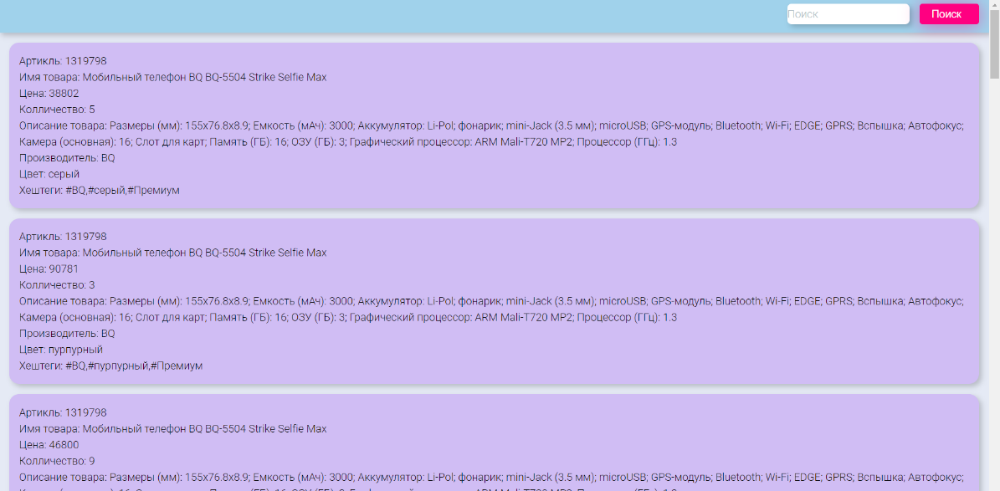 Поиск Поиск
Артикль: 1319798
Имя товара: Мобильный телефон BQ BQ-5504 Strike Selfie Max
Цена: 38802
Колличество: 5
Описание товара: Размеры (мм): 155x76.8x8.9; Емкость (мАч): 3000; Аккумулятор: Li-Pol; фонарик; mini-Jack (3.5 мм); microUSB; GPS-модуль; Bluetooth; Wi-Fi; EDGE; GPRS; Вспышка; Автофокус;
Камера (основная): 16; Слот для карт; Память (ГБ): 16; ОЗУ (ГБ): 3; Графический процессор: ARM Mali-T720 MP2; Процессор (ГГц): 1.3
Производитель: BQ
Цвет: серый
Хештеги: #BQ,#серый,#Премиум
Артикль: 1319798
Имя товара: Мобильный телефон BQ BQ-5504 Strike Selfie Max
Цена: 90781
Колличество: 3
Описание товара: Размеры (мм): 155x76.8x8.9; Емкость (мАч): 3000; Аккумулятор: Li-Pol; фонарик; mini-Jack (3.5 мм); microUSB; GPS-модуль; Bluetooth; Wi-Fi; EDGE; GPRS; Вспышка; Автофокус;
Камера (основная): 16; Слот для карт; Память (ГБ): 16; ОЗУ (ГБ): 3; Графический процессор: ARM Mali-T720 MP2; Процессор (ГГц): 1.3
Производитель: BQ
Цвет: пурпурный
Хештеги: #BQ,#пурпурный,#Премиум
Артикль: 1319798
Имя товара: Мобильный телефон BQ BQ-5504 Strike Selfie Max
Цена: 46800
Колличество: 9
Описание товара: Размеры (мм): 155x76.8x8.9; Емкость (мАч): 3000; Аккумулятор: Li-Pol; фонарик; mini-Jack (3.5 мм); microUSB; GPS-модуль; Bluetooth; Wi-Fi; EDGE; GPRS; Вспышка; Автофокус;